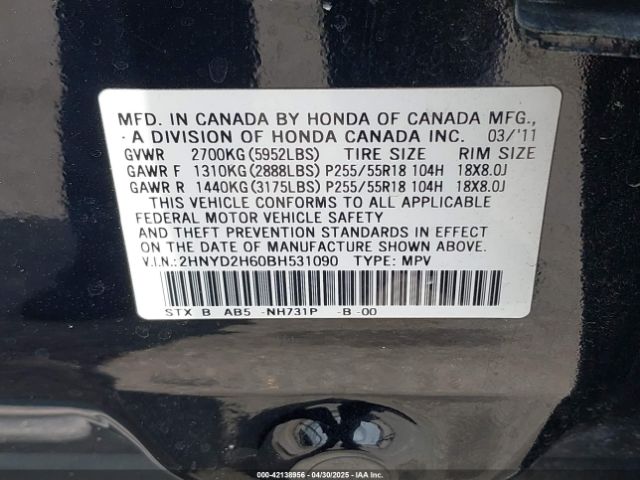 MFD. IN CANADA BY HONDA OF CANADA MFG.,
A DIVISION OF HONDA CANADA INC. 03/'11
GVWR 2700KG(5952LBS) TIRE SIZE RIM SIZE
GAWR F 1310KG(2888LBS) P255/55R18 104H 18X8.0J
GAWR R 1440KG(3175LBS) P255/55R18 104H 18X8.0J
THIS VEHICLE CONFORMS TO ALL APPLICABLE
FEDERAL MOTOR VEHICLE SAFETY
AND THEFT PREVENTION STANDARDS IN EFFECT
ON THE DATE OF MANUFACTURE SHOWN ABOVE.
V.I.N.:2HNYD2H60BH531090 TYPE: MPV
STX B AB5 -NH731P -B-00
00-42138956 | 04/30/2025 - IAA Inc.